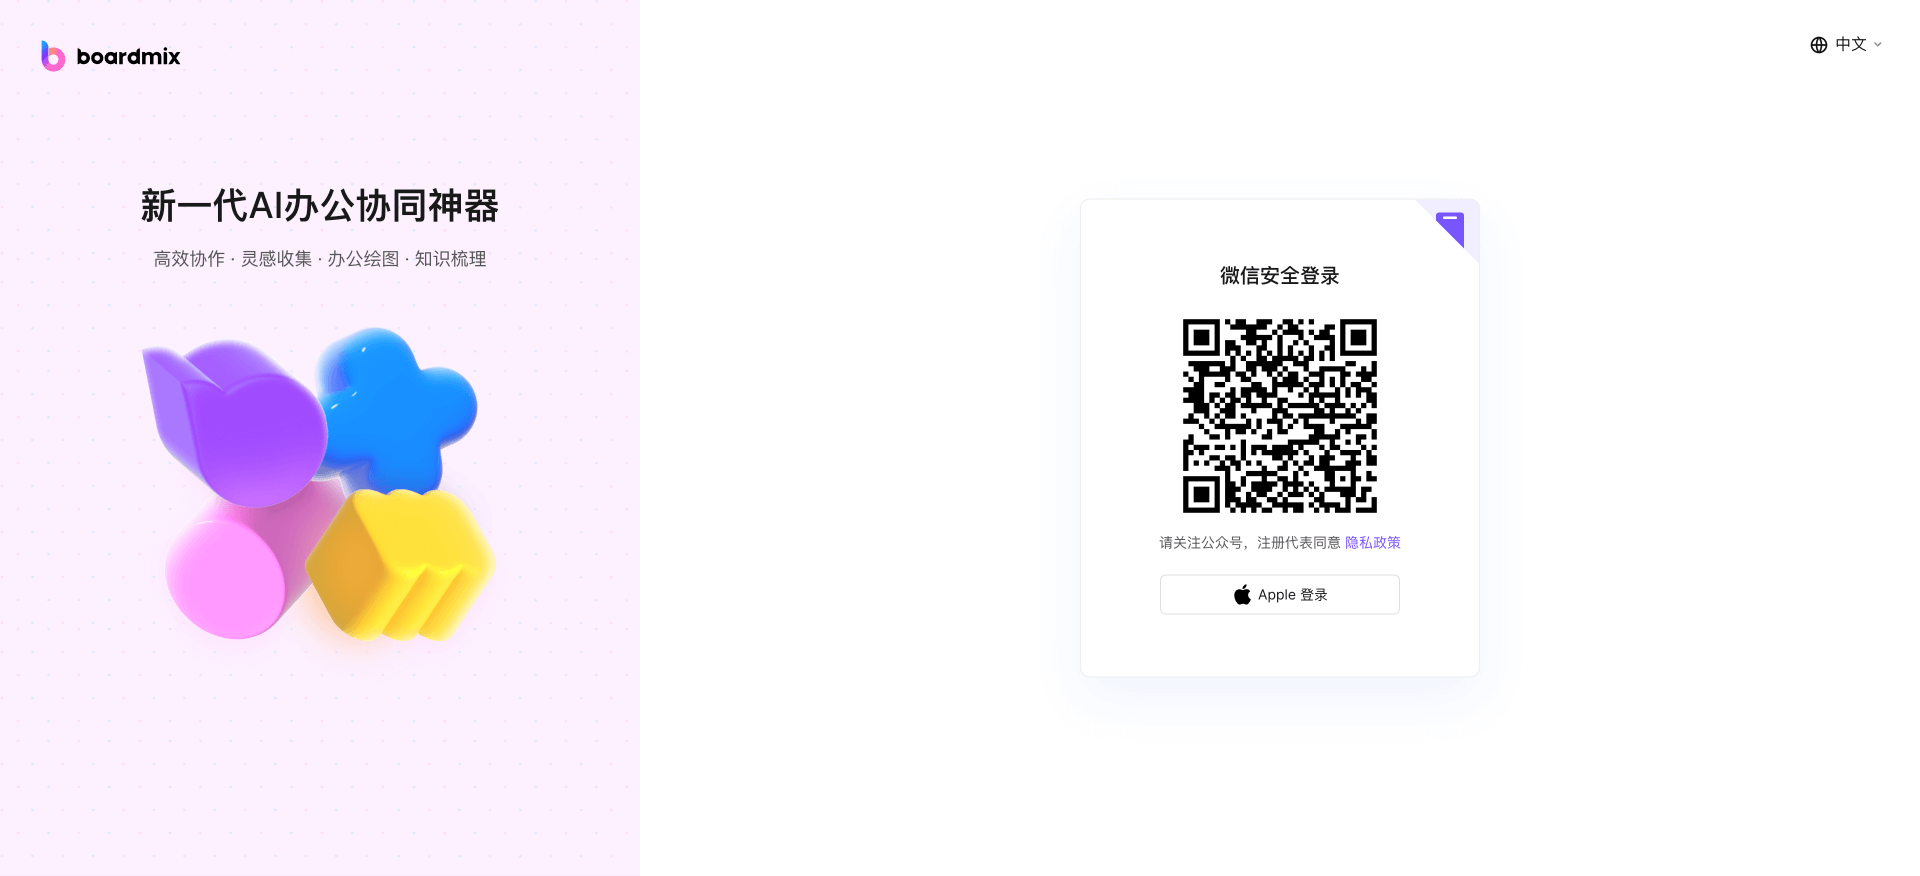 boardmix
中文
新一代AI办公协同神器
高效协作 · 灵感收集 · 办公绘图 · 知识梳理
微信安全登录
请关注公众号，注册代表同意 隐私政策
Apple 登录